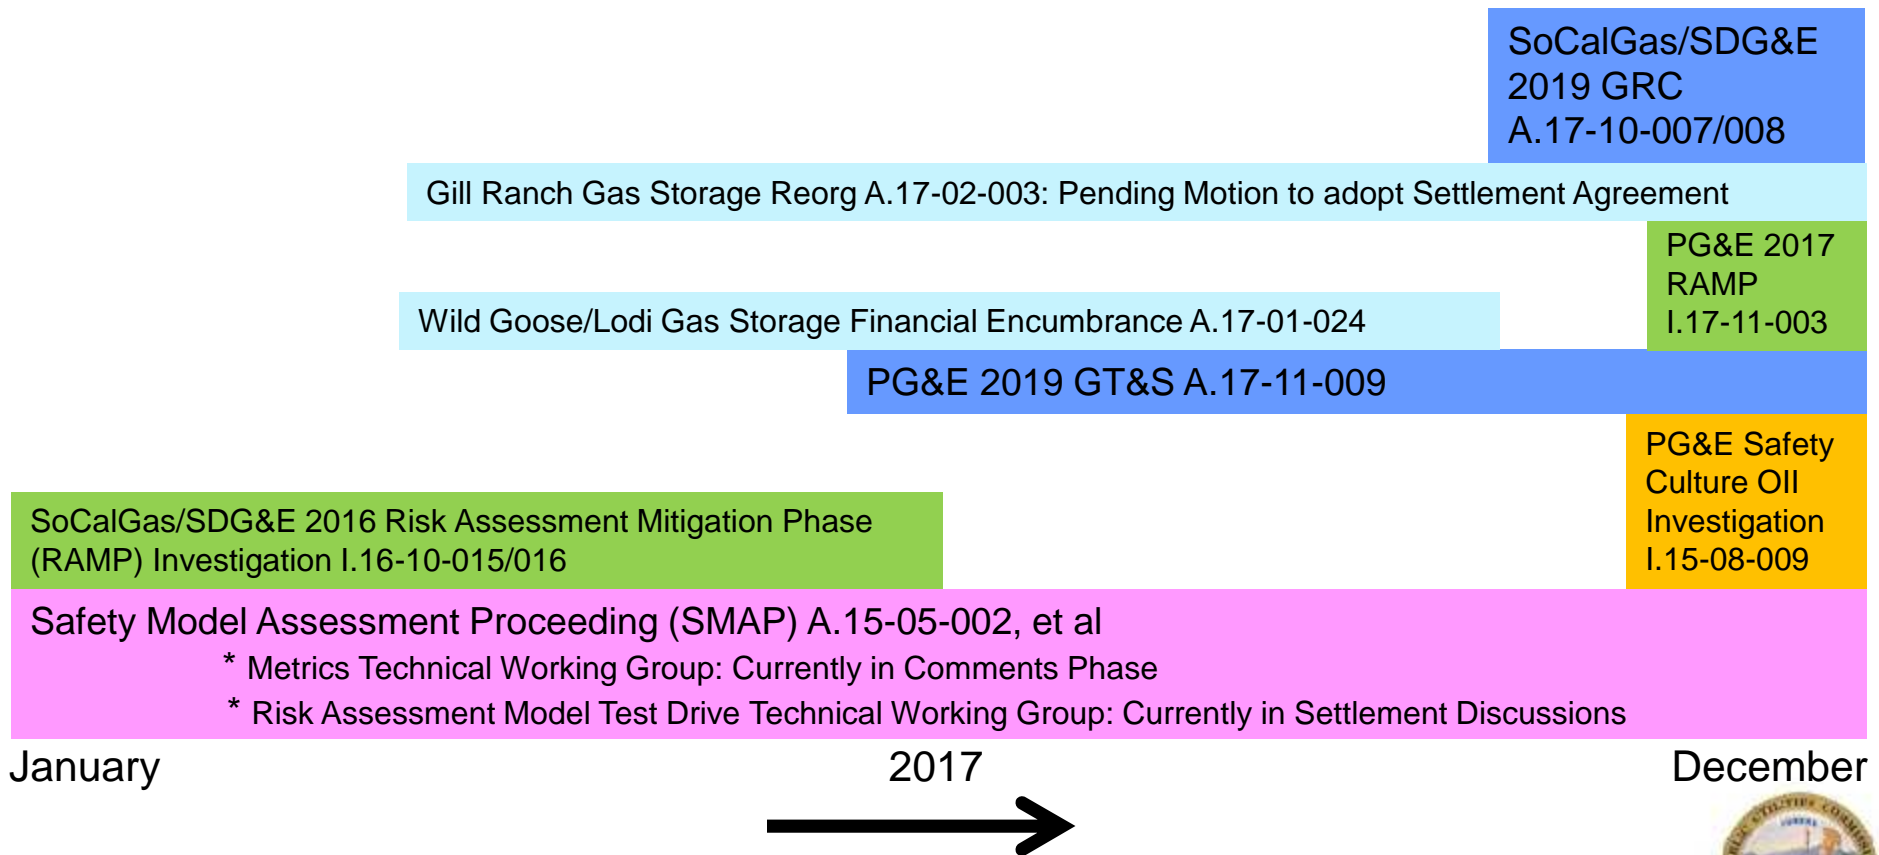 SoCalGas/SDG&E
2019 GRC
A.17-10-007/008
Gill Ranch Gas Storage Reorg A.17-02-003: Pending Motion to adopt Settlement Agreement
PG&E 2017
RAMP
I.17-11-003
Wild Goose/Lodi Gas Storage Financial Encumbrance A.17-01-024
PG&E 2019 GT&S A.17-11-009
PG&E Safety
Culture OII
Investigation
I.15-08-009
SoCalGas/SDG&E 2016 Risk Assessment Mitigation Phase
(RAMP) Investigation I.16-10-015/016
Safety Model Assessment Proceeding (SMAP) A.15-05-002, et al
* Metrics Technical Working Group: Currently in Comments Phase
* Risk Assessment Model Test Drive Technical Working Group: Currently in Settlement Discussions
January 2017 December